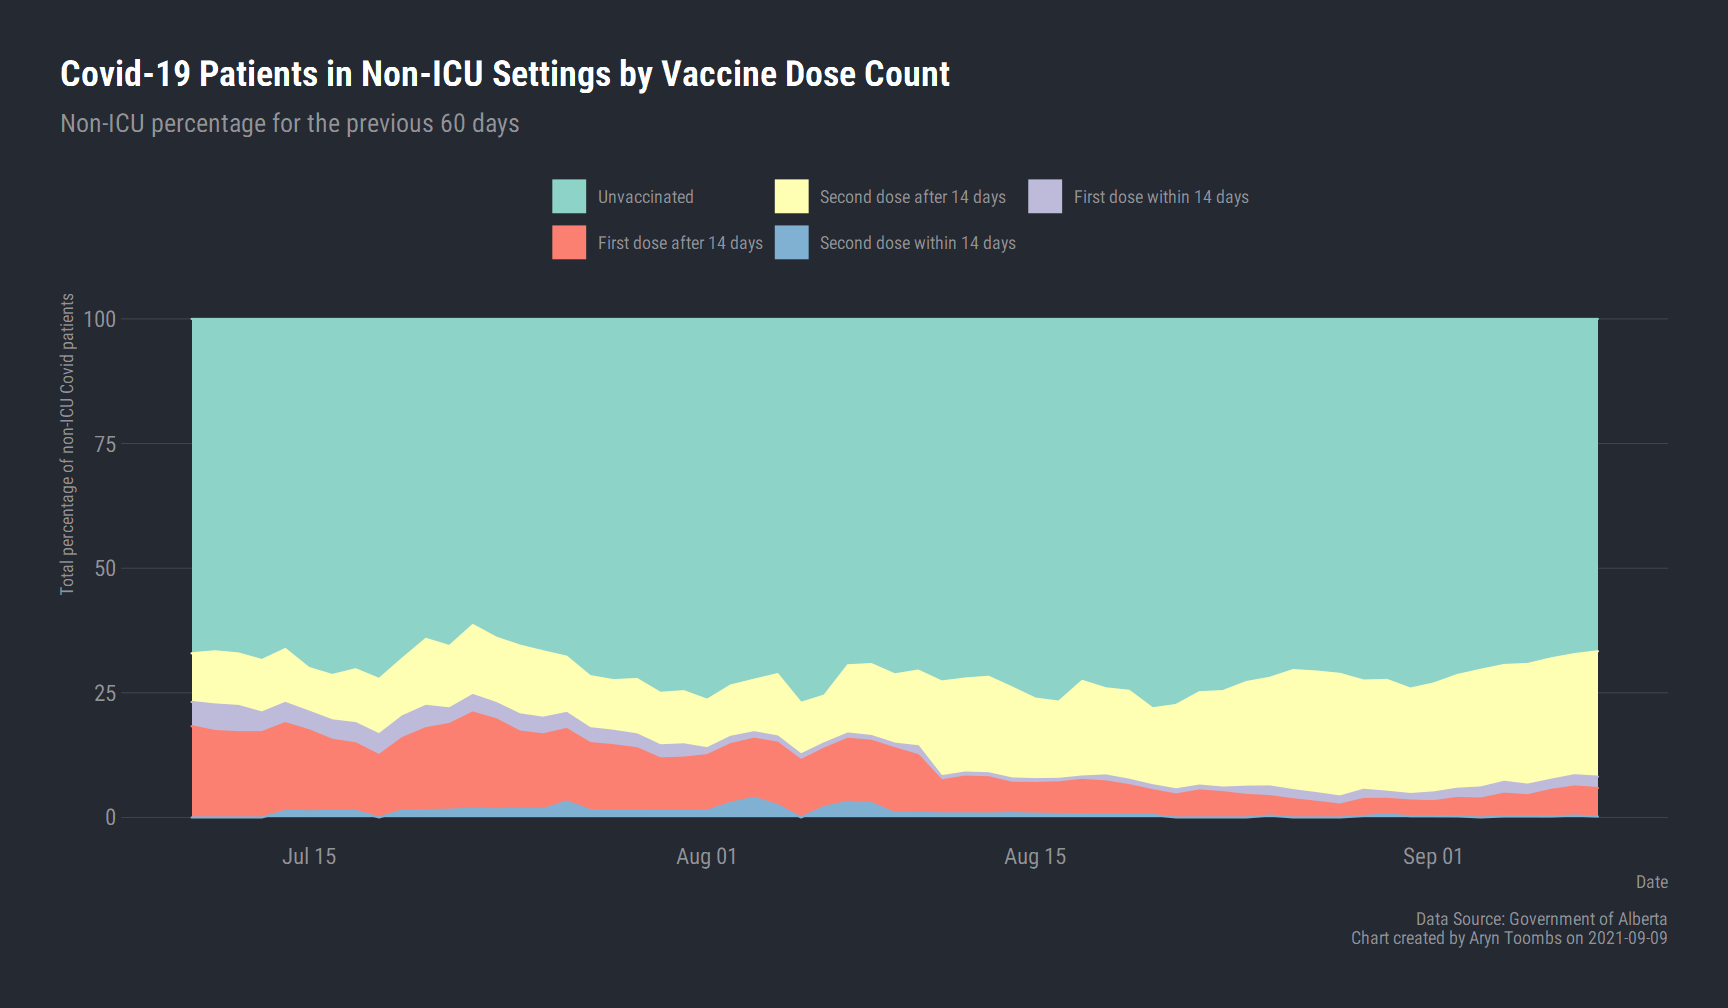 Covid-19 Patients in Non-ICU Settings by Vaccine Dose Count
Non-ICU percentage for the previous 60 days
Unvaccinated
Second dose after 14 days
First dose within 14 days
First dose after 14 days
Second dose within 14 days
Total percentage of non-ICU Covid patients
100
75
50
25
0
Jul 15
Aug 01
Aug 15
Sep 01
Date
Data Source: Government of Alberta
Chart created by Aryn Toombs on 2021-09-09